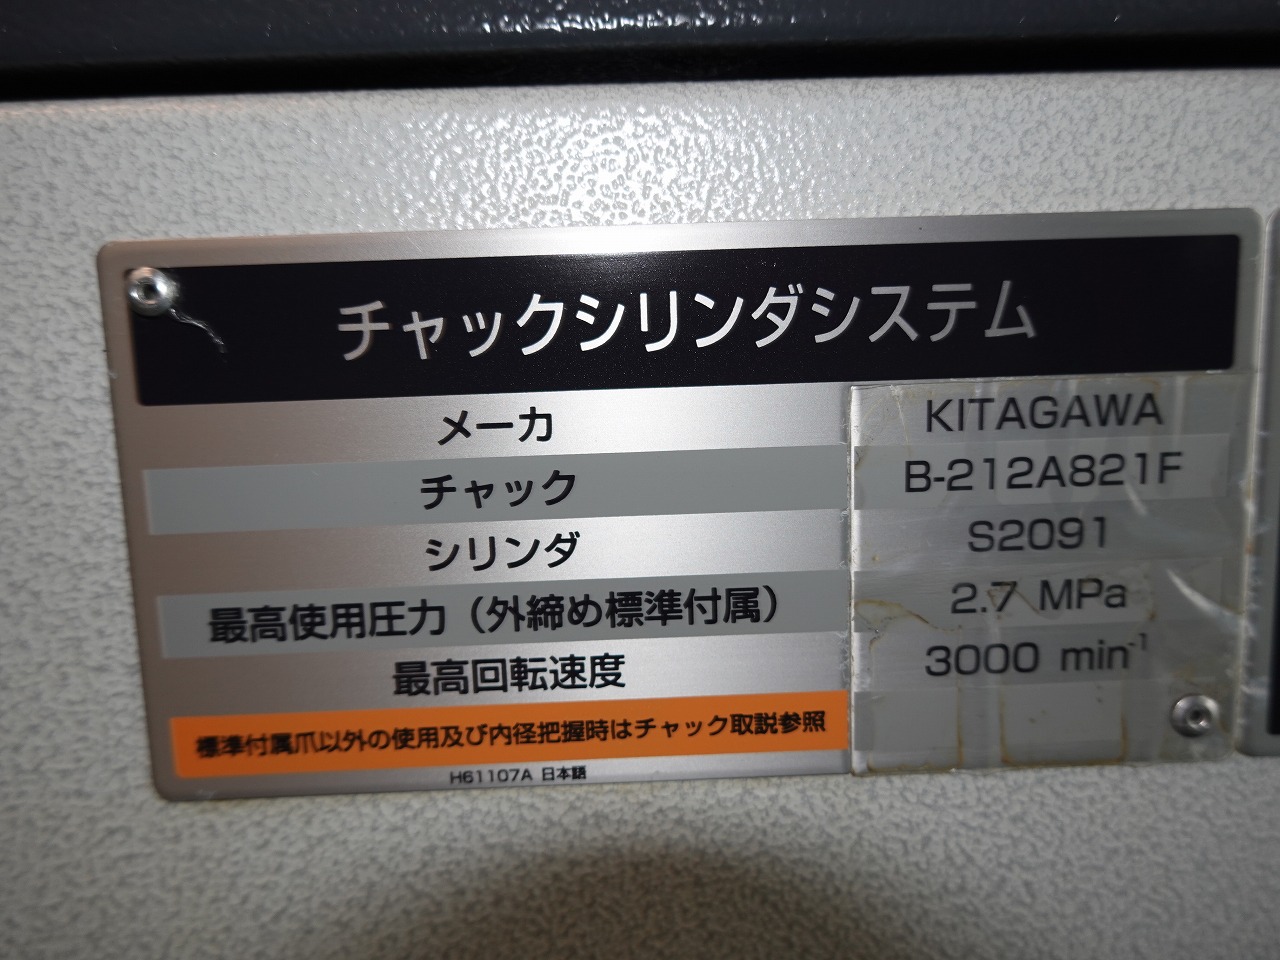 チャックシリンダシステム
メーカ KITAGAWA
チャック B-212A821F
シリンダ S2091
最高使用圧力（外締め標準付属） 2.7 MPa
最高回転速度 3000 min⁻¹
標準付属爪以外の使用及び内径把握時はチャック取説参照
H61107A 日本語